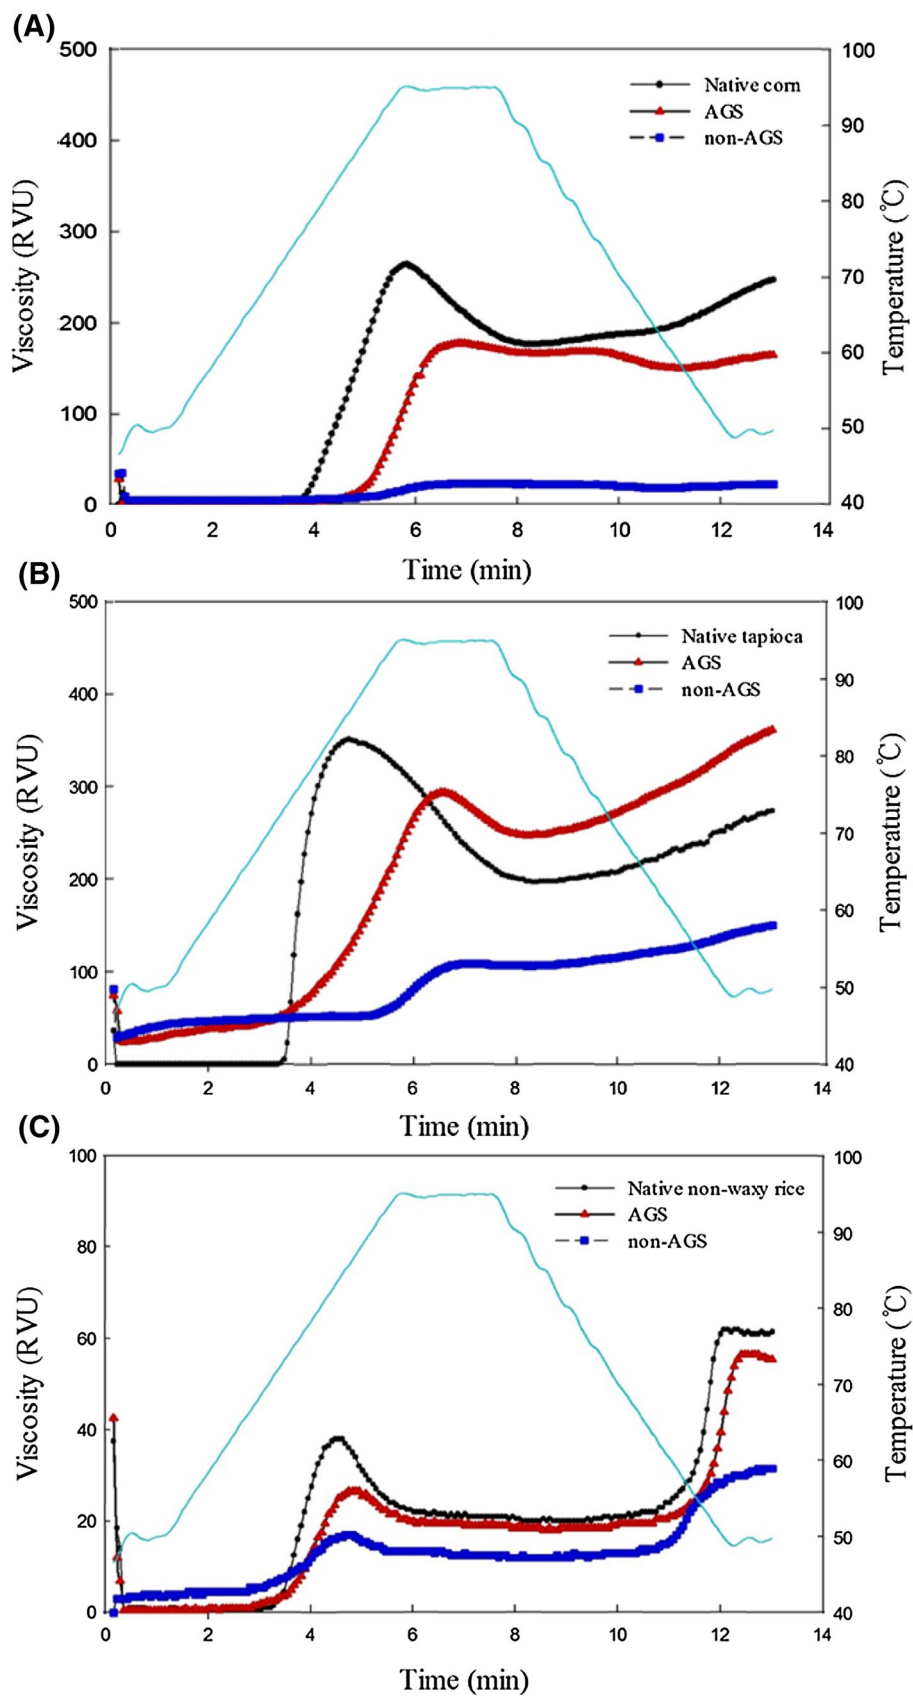 (A)
500
400
300
200
100
0
Viscosity (RVU)
100
90
80
70
60
50
40
Temperature (℃)
Native corn
AGS
non-AGS
0 2 4 6 8 10 12 14
Time (min)
(B)
500
400
300
200
100
0
Viscosity (RVU)
100
90
80
70
60
50
40
Temperature (℃)
Native tapioca
AGS
non-AGS
0 2 4 6 8 10 12 14
Time (min)
(C)
100
80
60
40
20
0
Viscosity (RVU)
100
90
80
70
60
50
40
Temperature (℃)
Native non-waxy rice
AGS
non-AGS
0 2 4 6 8 10 12 14
Time (min)